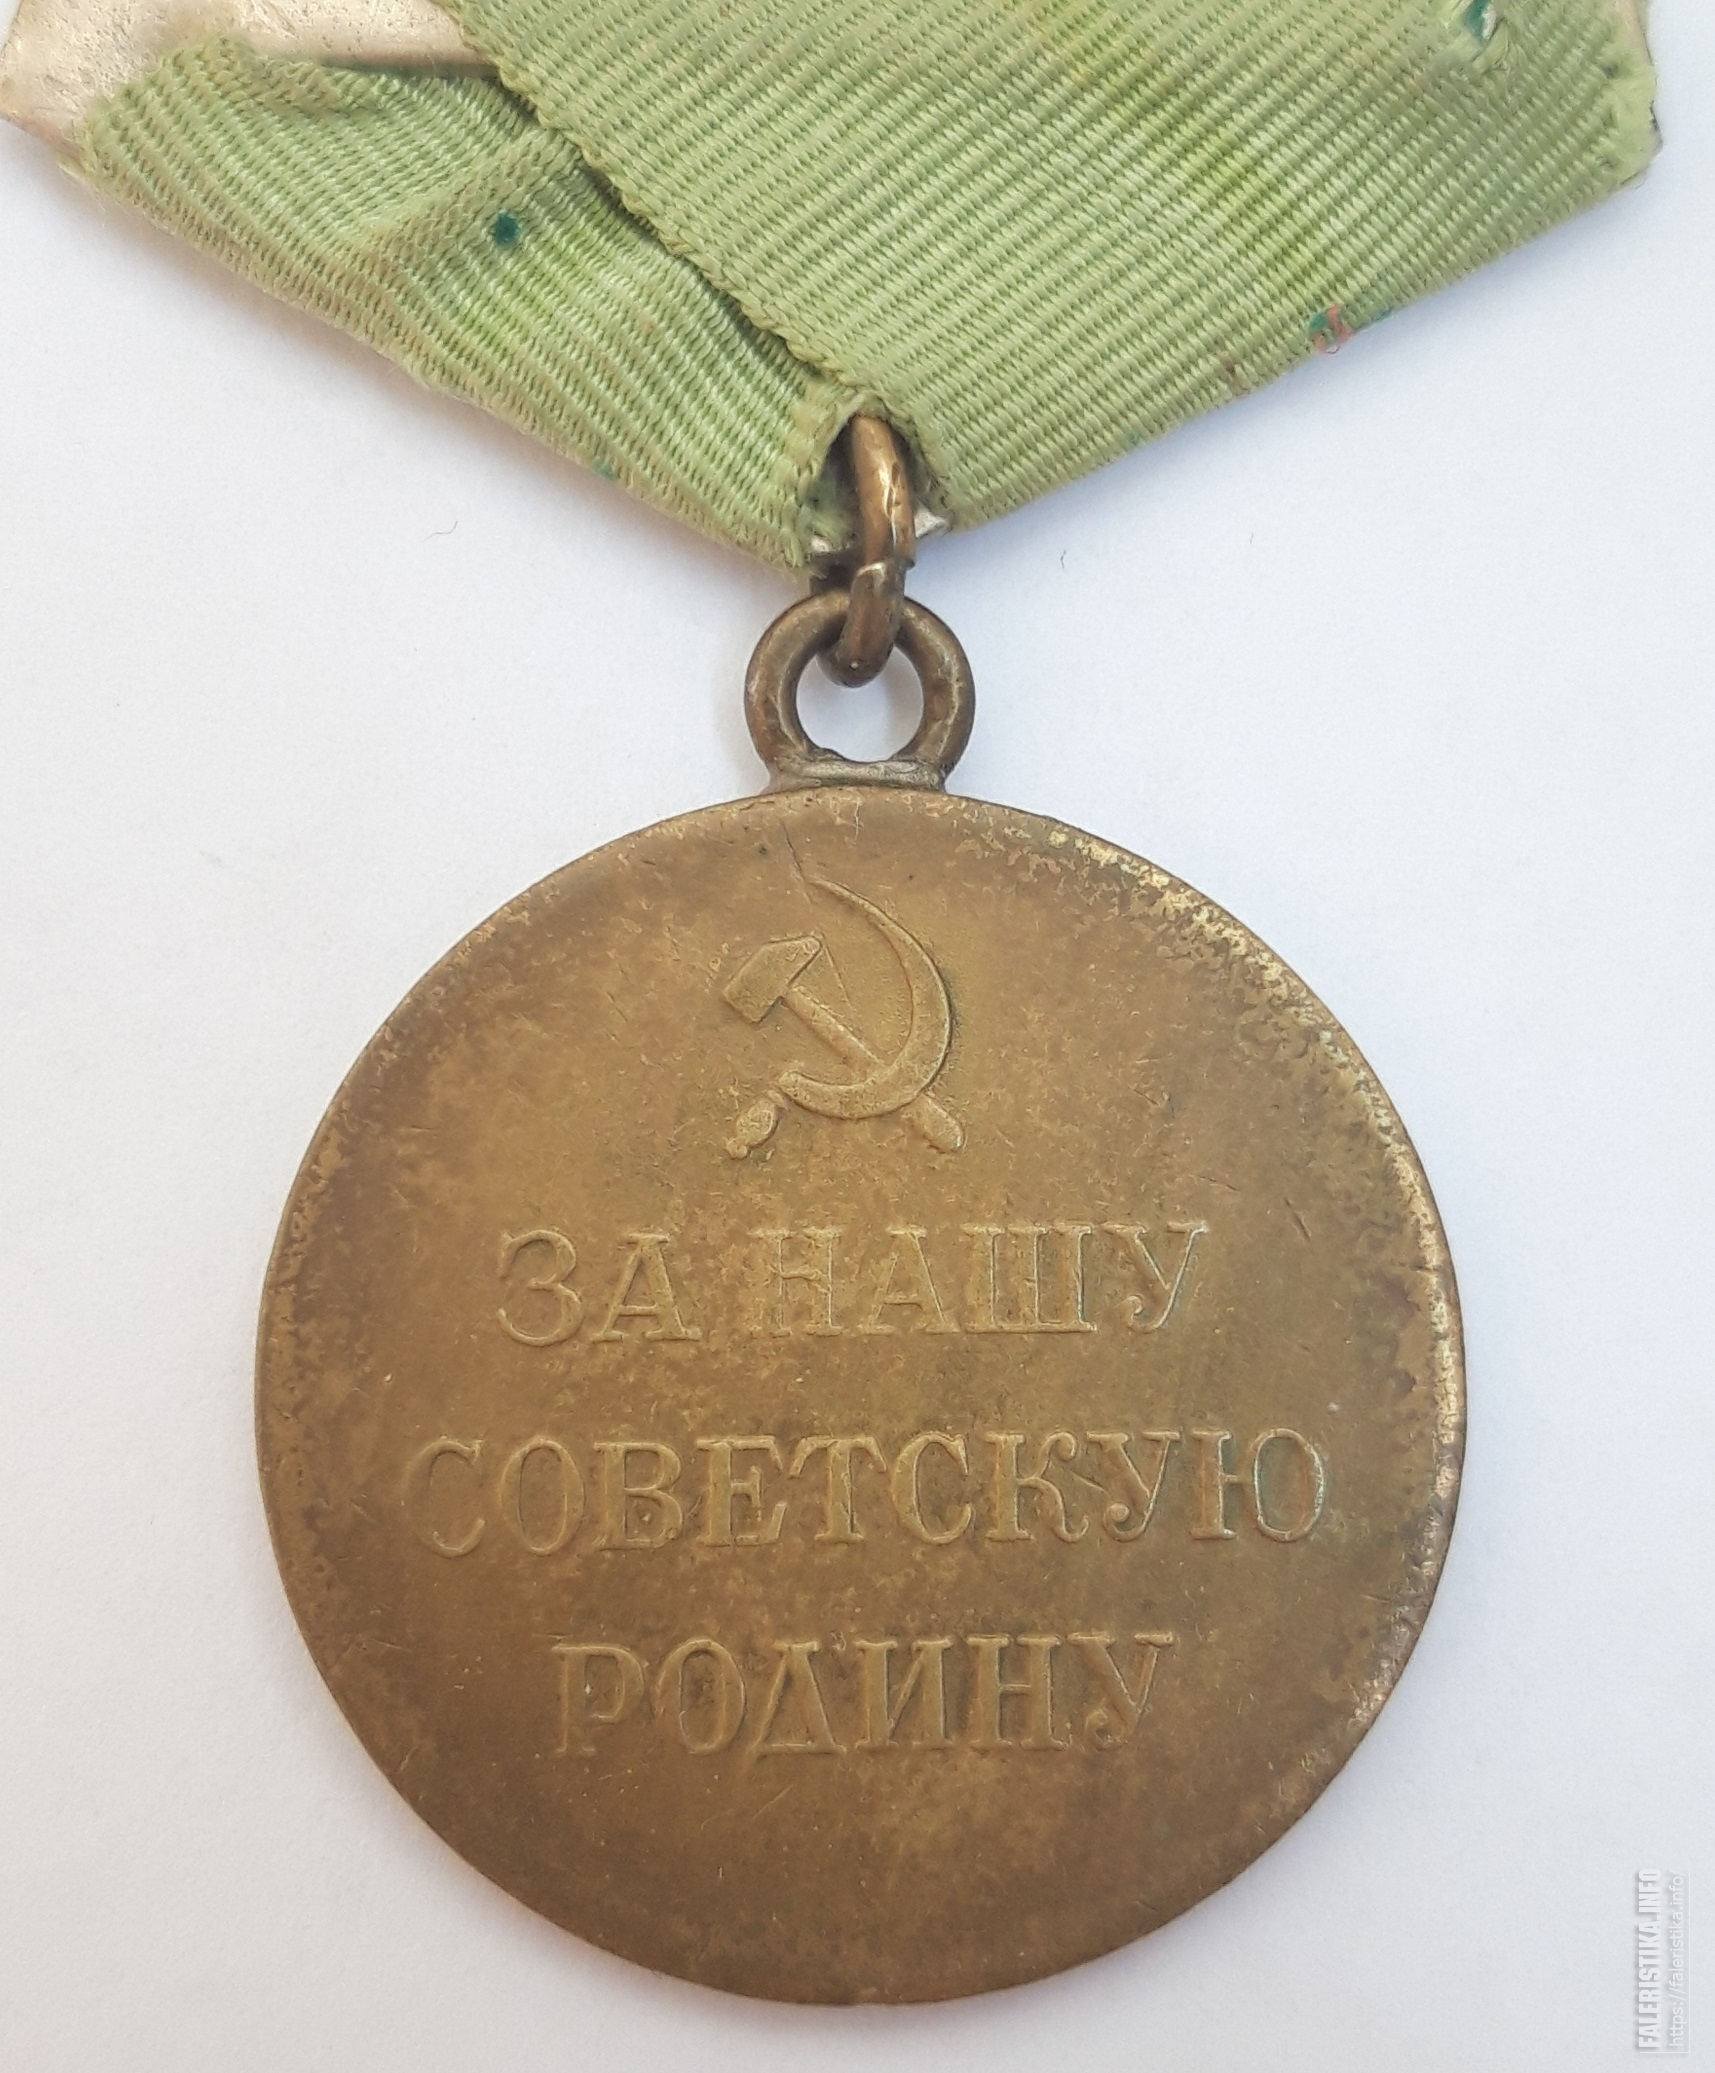 ЗА НАШУ
СОВЕТСКУЮ
РОДИНУ
FALERISTIKA.INFO
https://faleristika.info/